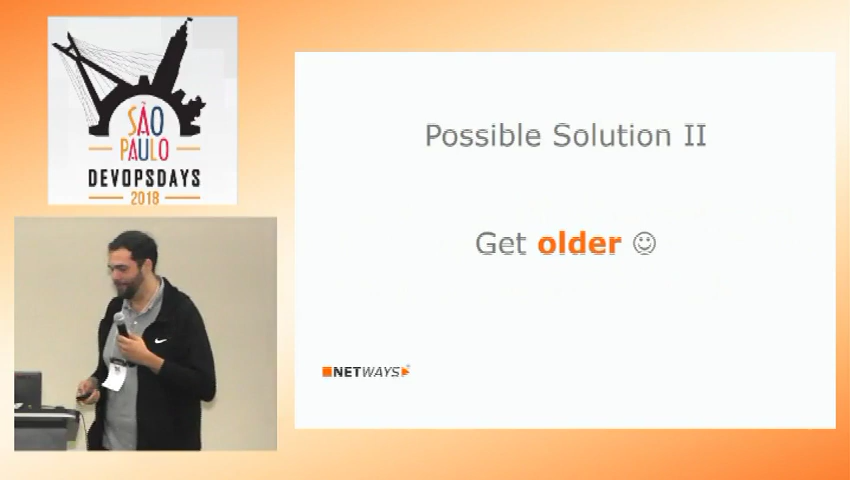 SÃO
PAULO
DEVOPSDAYS
2018
Possible Solution II
Get older ☺
NETWAYS